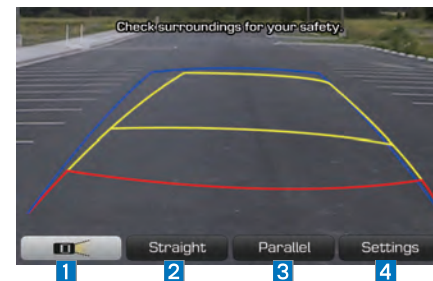 Check surroundings for your safety.
Straight
Parallel
Settings
1
2
3
4